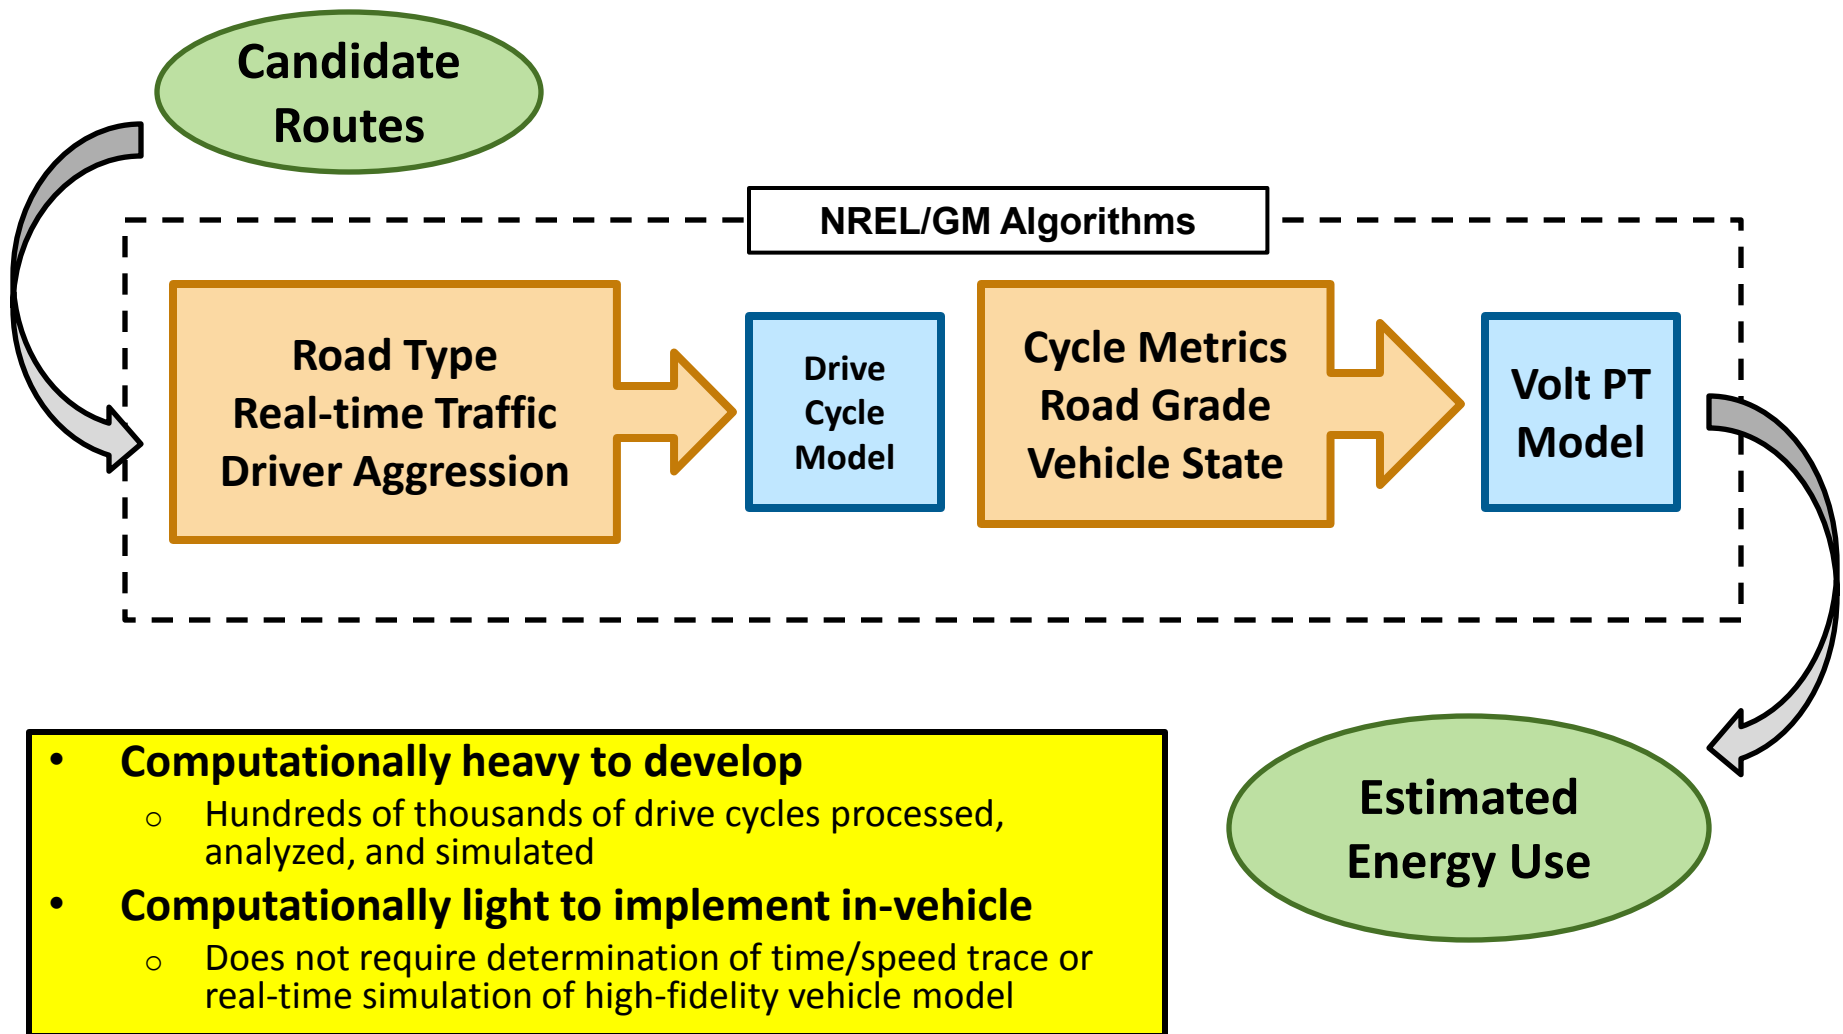 Candidate
Routes
NREL/GM Algorithms
Road Type
Real-time Traffic
Driver Aggression
Drive
Cycle
Model
Cycle Metrics
Road Grade
Vehicle State
Volt PT
Model
• Computationally heavy to develop
o Hundreds of thousands of drive cycles processed,
analyzed, and simulated
• Computationally light to implement in-vehicle
o Does not require determination of time/speed trace or
real-time simulation of high-fidelity vehicle model
Estimated
Energy Use